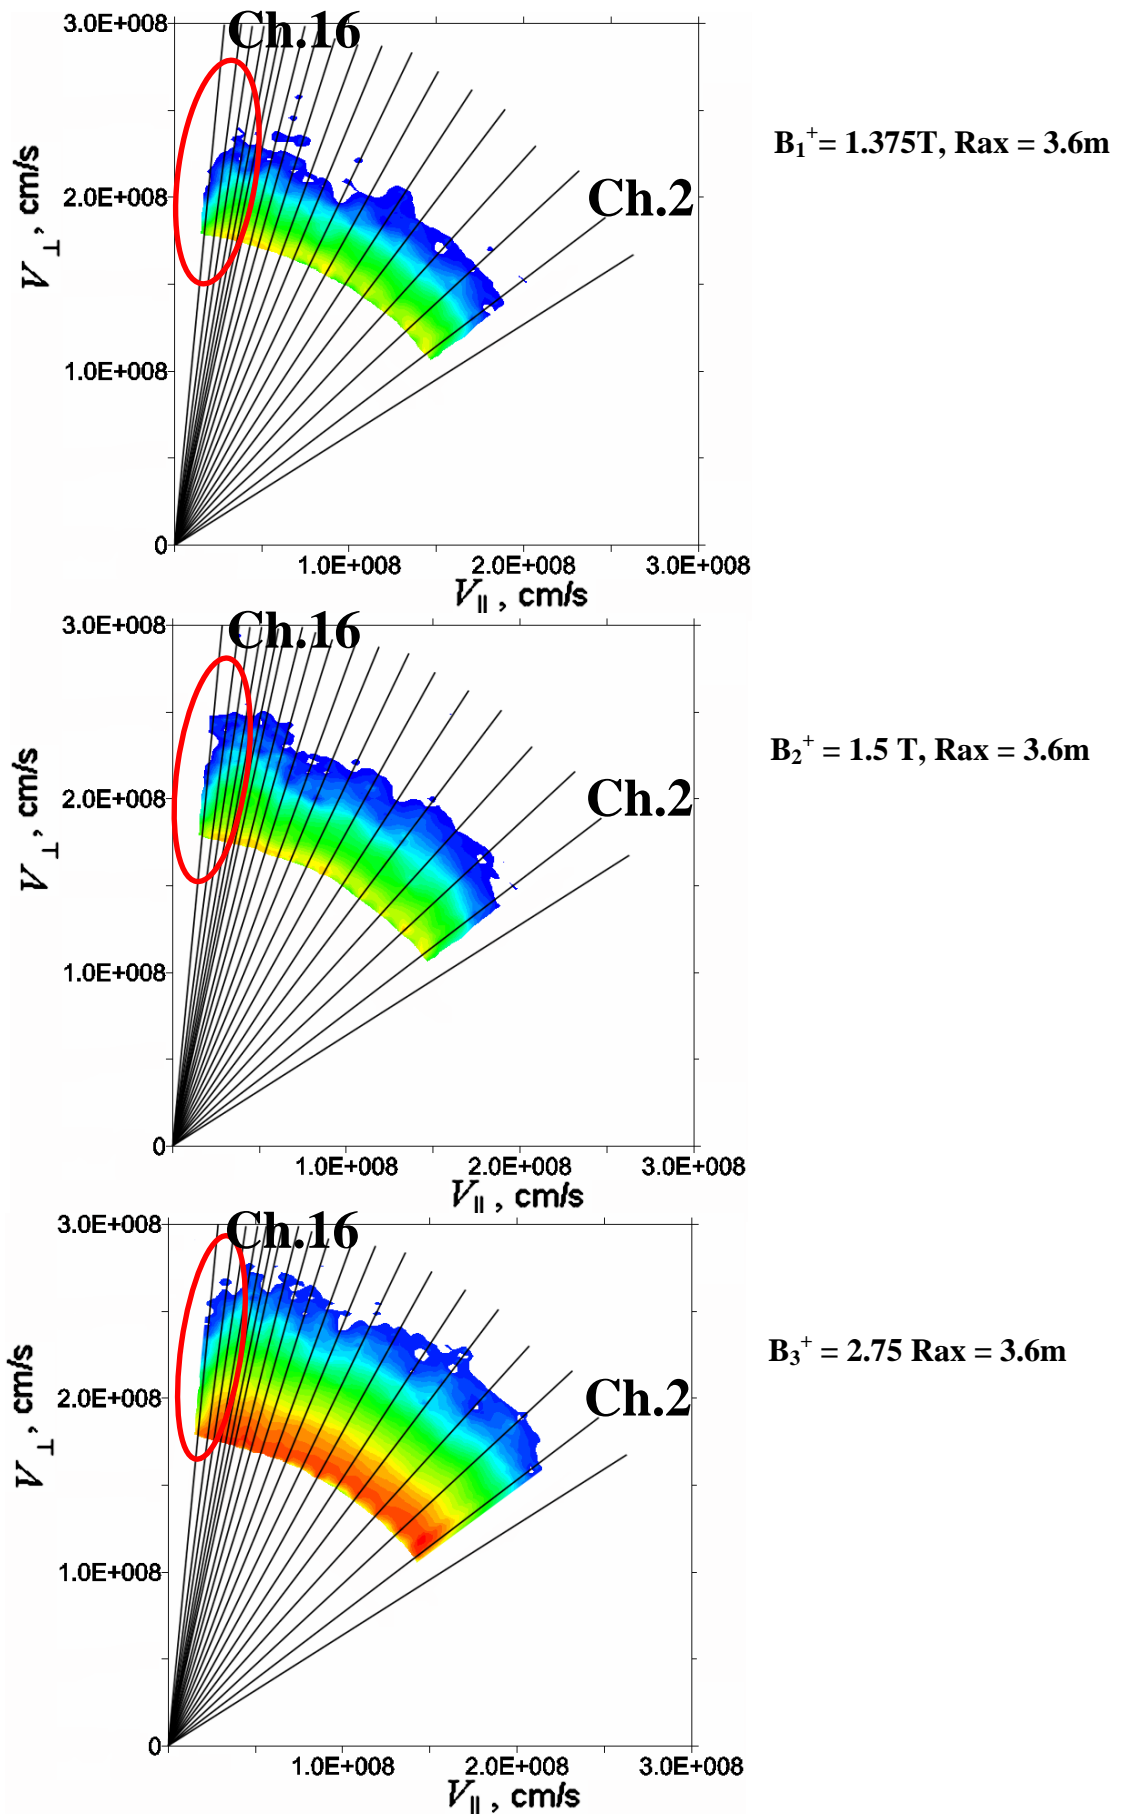 3.0E+008
Ch.16
B₁⁺= 1.375T, Rax = 3.6m
2.0E+008
Ch.2
V⊥, cm/s
1.0E+008
0
1.0E+008 2.0E+008 3.0E+008
V||, cm/s
3.0E+008
Ch.16
B₂⁺ = 1.5 T, Rax = 3.6m
2.0E+008
Ch.2
V⊥, cm/s
1.0E+008
0
1.0E+008 2.0E+008 3.0E+008
V||, cm/s
3.0E+008
Ch.16
B₃⁺ = 2.75 Rax = 3.6m
2.0E+008
Ch.2
V⊥, cm/s
1.0E+008
0
1.0E+008 2.0E+008 3.0E+008
V||, cm/s